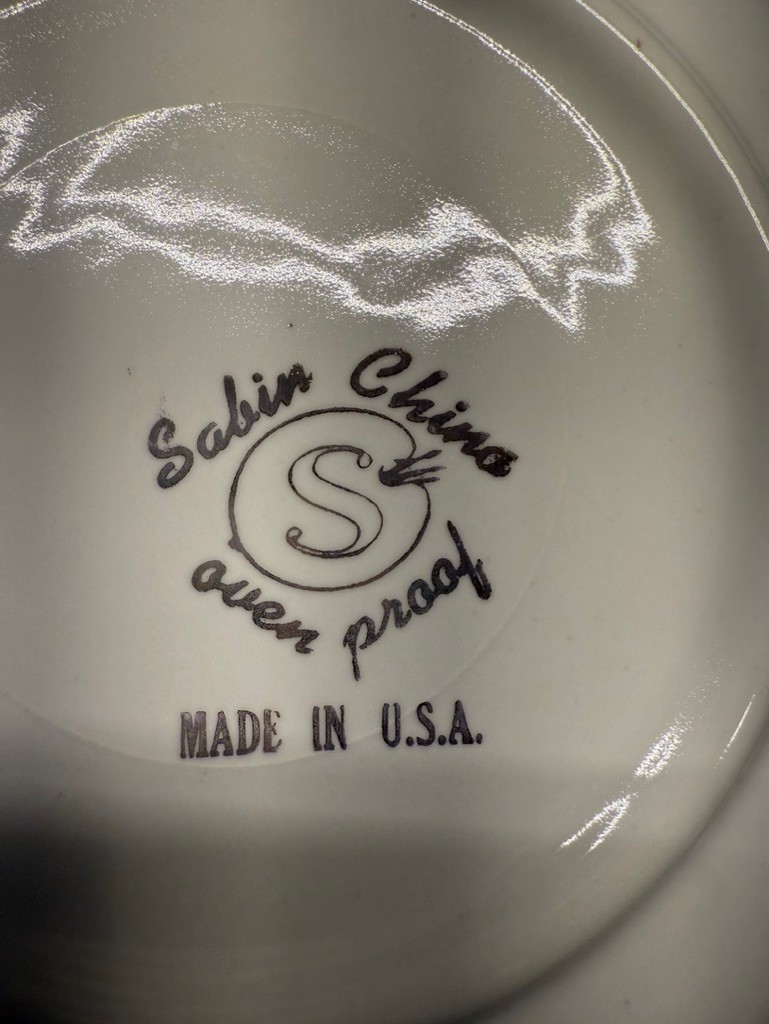 Sabin China
S
oven proof
MADE IN U.S.A.